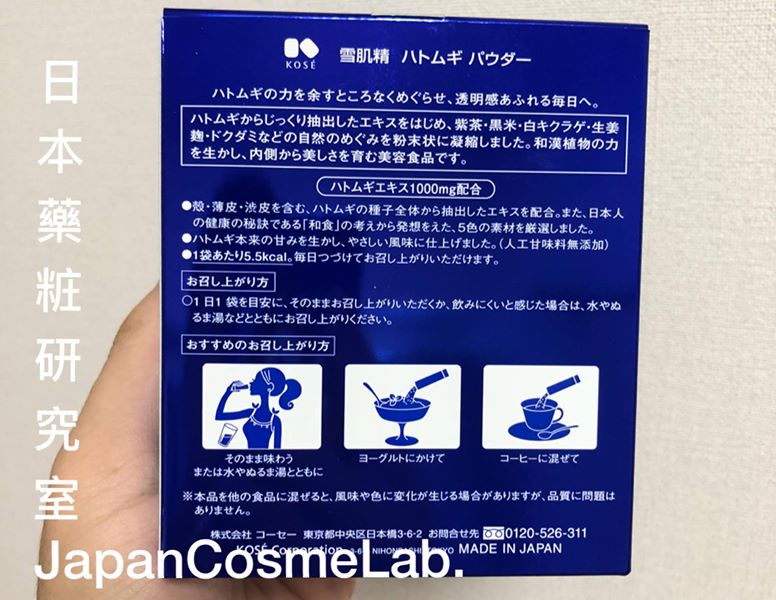 KOSÉ
雪肌精 ハトムギ パウダー
ハトムギの力を余すところなくめぐらせ、透明感あふれる毎日へ。
ハトムギからじっくり抽出したエキスをはじめ、紫茶・黒米・白キクラゲ・生姜
麹・ドクダミなどの自然のめぐみを粉末状に凝縮しました。和漢植物の力
を生かし、内側から美しさを育む美容食品です。
ハトムギエキス1000mg配合
●殻・薄皮・渋皮を含む、ハトムギの種子全体から抽出したエキスを配合。また、日本人
の健康の秘訣である「和食」の考えから発想をえた、5色の素材を厳選しました。
●ハトムギ本来の甘みを生かし、やさしい風味に仕上げました。（人工甘味料無添加）
●1袋あたり5.5kcal。毎日つづけてお召し上がりいただけます。
お召し上がり方
○1日1袋を目安に、そのままお召し上がりいただくか、飲みにくいと感じた場合は、水やぬ
るま湯などとともにお召し上がりください。
おすすめのお召し上がり方
そのまま味わう
または水やぬるま湯とともに
ヨーグルトにかけて
コーヒーに混ぜて
※本品を他の食品に混ぜると、風味や色に変化が生じる場合がありますが、品質に問題は
ありません。
株式会社 コーセー 東京都中央区日本橋3-6-2 お問合せ先 0120-526-311
KOSÉ Corporation 3-6-2 NIHONBASHI TOKYO MADE IN JAPAN
日本藥粧研究室
JapanCosmeLab.